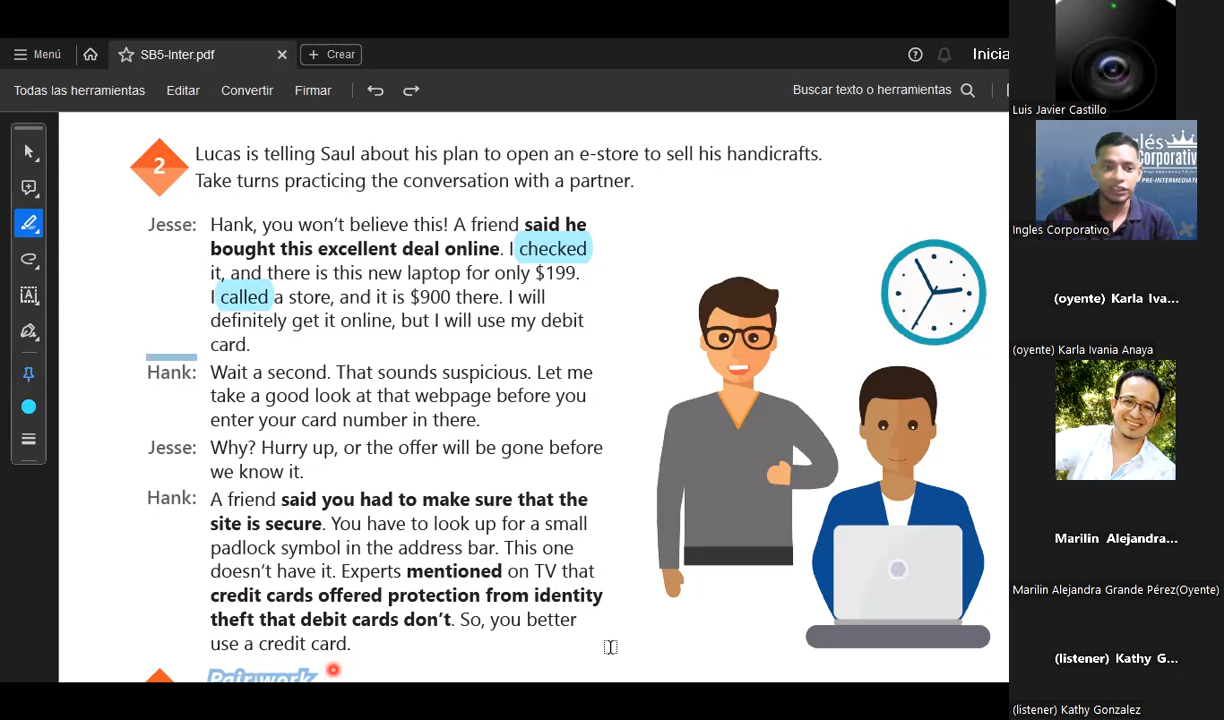 Menú
SB5-Inter.pdf
Crear
Inicia
Todas las herramientas
Editar
Convertir
Firmar
Buscar texto o herramientas
2
Lucas is telling Saul about his plan to open an e-store to sell his handicrafts.
Take turns practicing the conversation with a partner.
Jesse: Hank, you won't believe this! A friend said he
bought this excellent deal online. I checked
it, and there is this new laptop for only $199.
I called a store, and it is $900 there. I will
definitely get it online, but I will use my debit
card.
Hank: Wait a second. That sounds suspicious. Let me
take a good look at that webpage before you
enter your card number in there.
Jesse: Why? Hurry up, or the offer will be gone before
we know it.
Hank: A friend said you had to make sure that the
site is secure. You have to look up for a small
padlock symbol in the address bar. This one
doesn't have it. Experts mentioned on TV that
credit cards offered protection from identity
theft that debit cards don't. So, you better
use a credit card.
Pair work
Luis Javier Castillo
glés
Corporativo
PRE-INTERMEDIATE
Ingles Corporativo
(oyente) Karla Iva...
(oyente) Karla Ivania Anaya
Marilin Alejandra...
Marilin Alejandra Grande Pérez(Oyente)
(listener) Kathy G...
(listener) Kathy Gonzalez